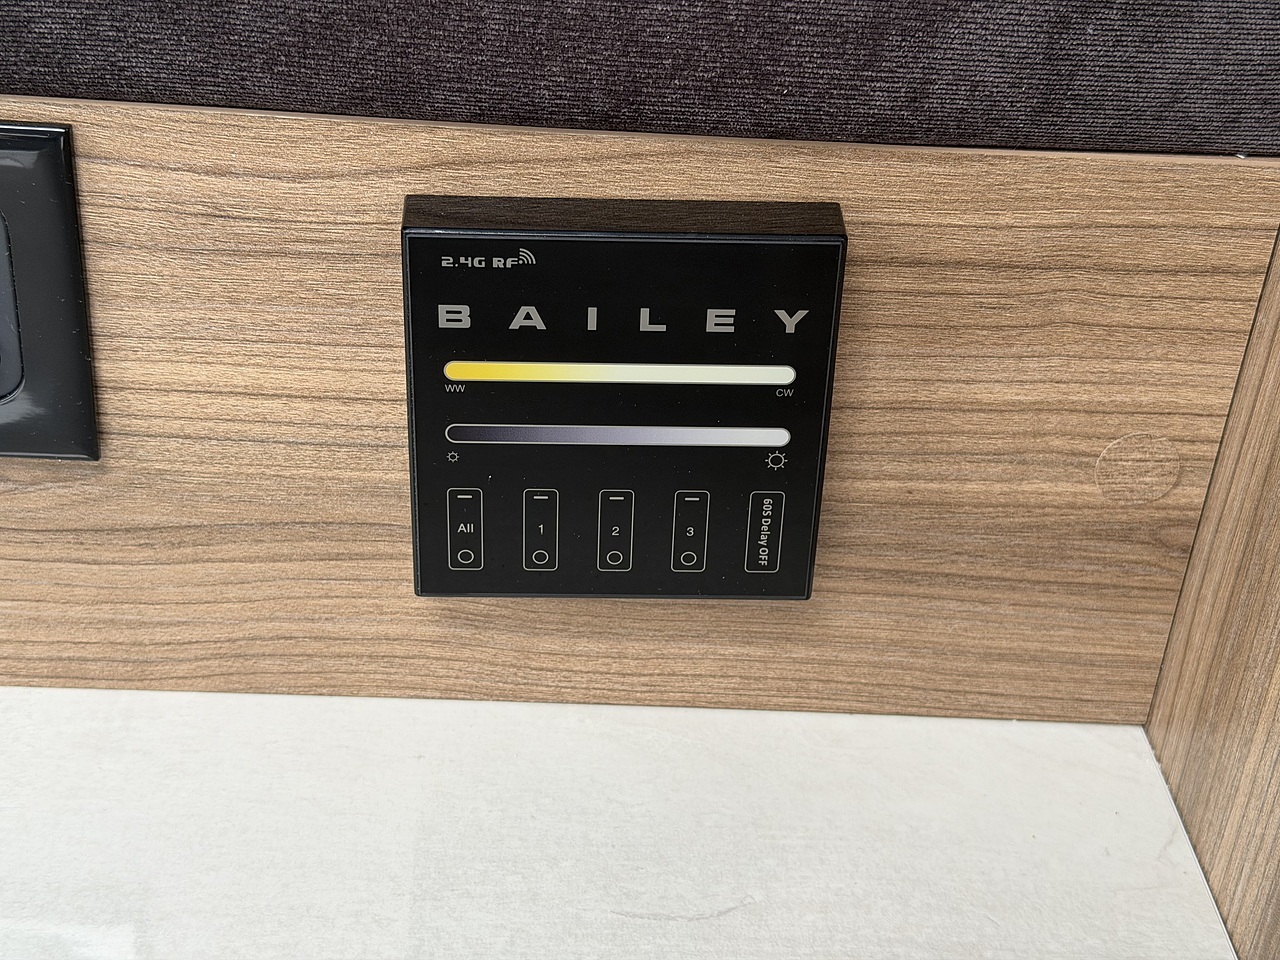 2.4G RF
BAILEY
WW CW
All 1 2 3 60S Delay OFF